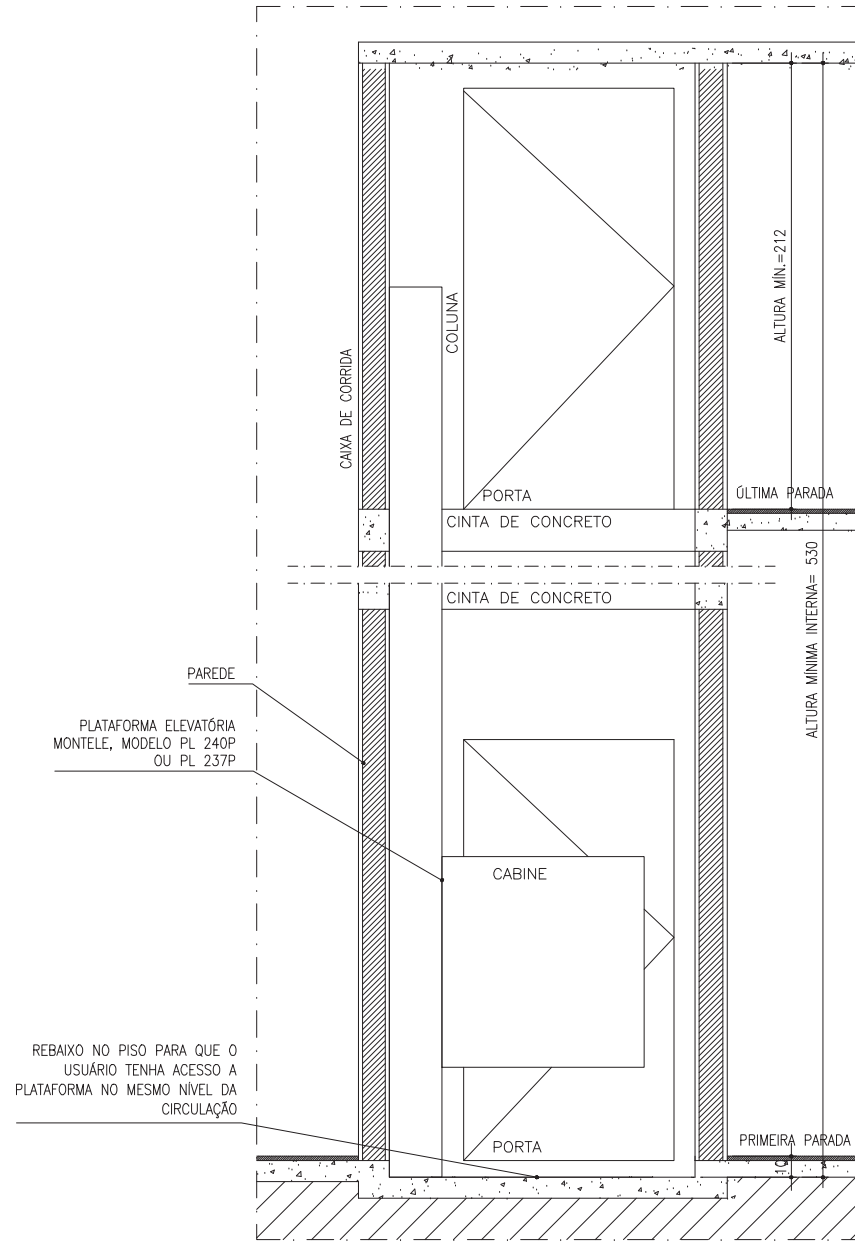 ALTURA MÍN.=212
COLUNA
CAIXA DE CORRIDA
PORTA
ÚLTIMA PARADA
CINTA DE CONCRETO
ALTURA MÍNIMA INTERNA= 530
CINTA DE CONCRETO
PAREDE
PLATAFORMA ELEVATÓRIA
MONTELE, MODELO PL 240P
OU PL 237P
CABINE
REBAIXO NO PISO PARA QUE O
USUÁRIO TENHA ACESSO A
PLATAFORMA NO MESMO NÍVEL DA
CIRCULAÇÃO
PORTA
PRIMEIRA PARADA
10